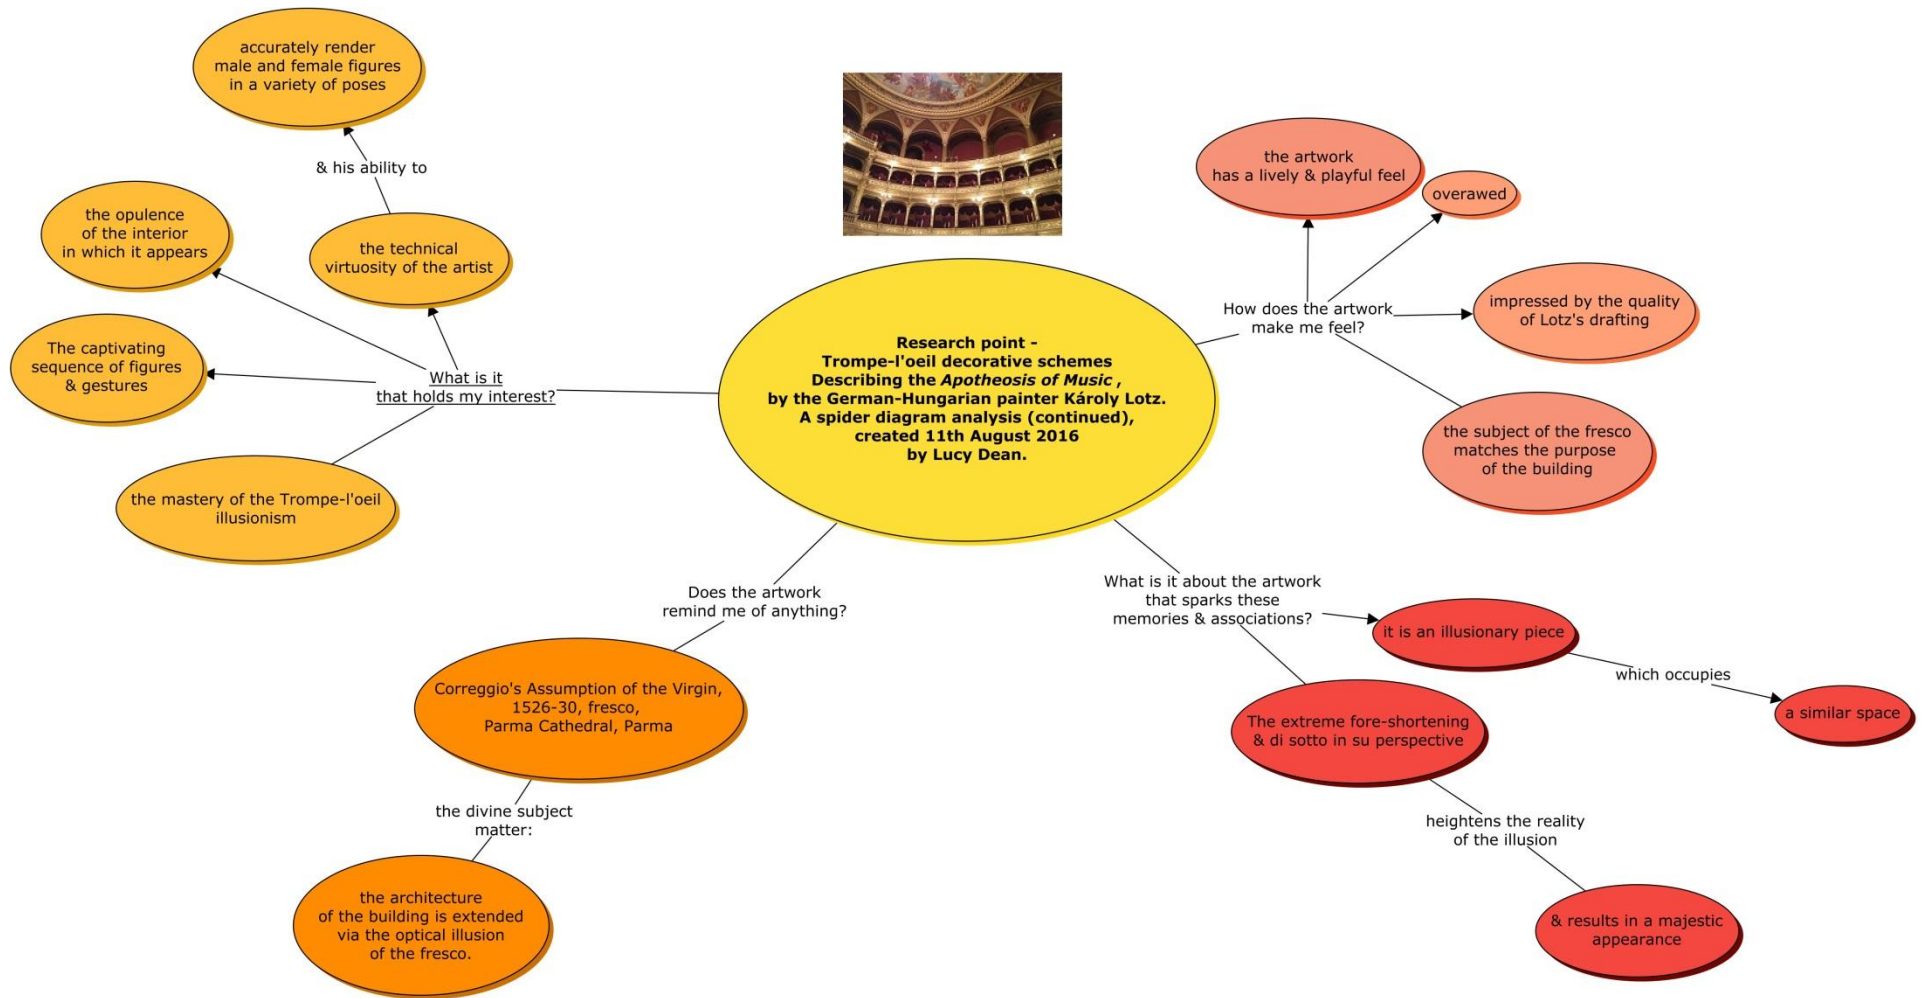 accurately render
male and female figures
in a variety of poses
& his ability to
the opulence
of the interior
in which it appears
the technical
virtuosity of the artist
The captivating
sequence of figures
& gestures
What is it
that holds my interest?
the mastery of the Trompe-l'oeil
illusionism
Research point -
Trompe-l'oeil decorative schemes
Describing the Apotheosis of Music ,
by the German-Hungarian painter Károly Lotz.
A spider diagram analysis (continued),
created 11th August 2016
by Lucy Dean.
the artwork
has a lively & playful feel
overawed
How does the artwork
make me feel?
impressed by the quality
of Lotz's drafting
the subject of the fresco
matches the purpose
of the building
Does the artwork
remind me of anything?
Correggio's Assumption of the Virgin,
1526-30, fresco,
Parma Cathedral, Parma
the divine subject
matter:
the architecture
of the building is extended
via the optical illusion
of the fresco.
What is it about the artwork
that sparks these
memories & associations?
it is an illusionary piece
which occupies
a similar space
The extreme fore-shortening
& di sotto in su perspective
heightens the reality
of the illusion
& results in a majestic
appearance